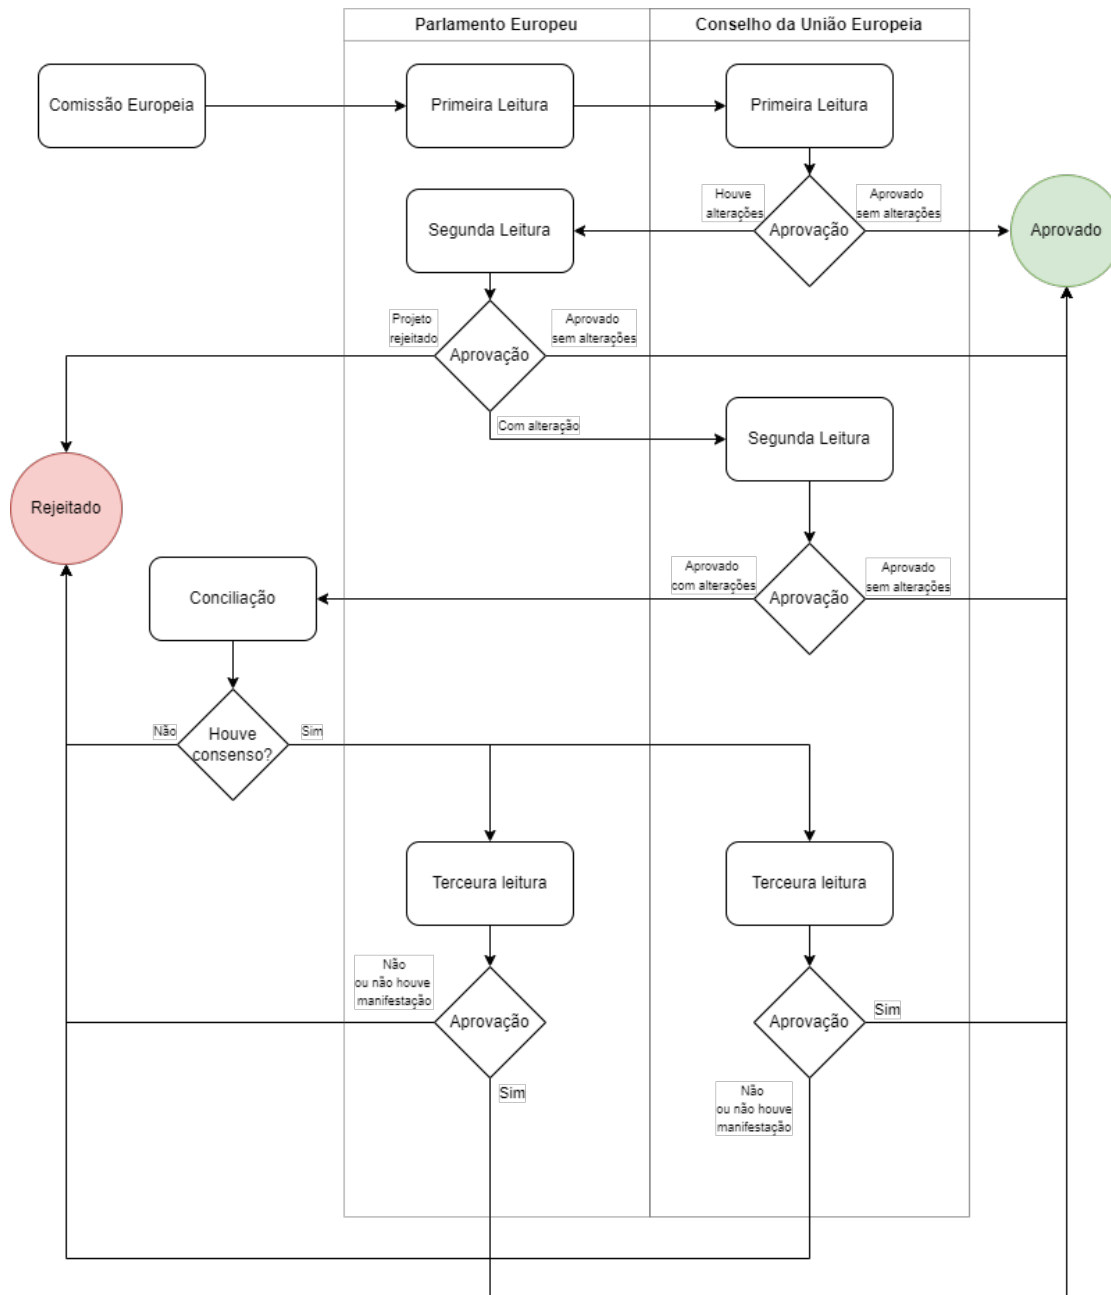 Parlamento Europeu
Conselho da União Europeia
Comissão Europeia
Primeira Leitura
Primeira Leitura
Houve
alterações
Aprovado
sem alterações
Segunda Leitura
Aprovação
Aprovado
Projeto
rejeitado
Aprovado
sem alterações
Aprovação
Com alteração
Segunda Leitura
Rejeitado
Aprovado
com alterações
Aprovado
sem alterações
Conciliação
Aprovação
Não
Houve
consenso?
Sim
Terceura leitura
Terceura leitura
Não
ou não houve
manifestação
Aprovação
Aprovação
Sim
Sim
Não
ou não houve
manifestação